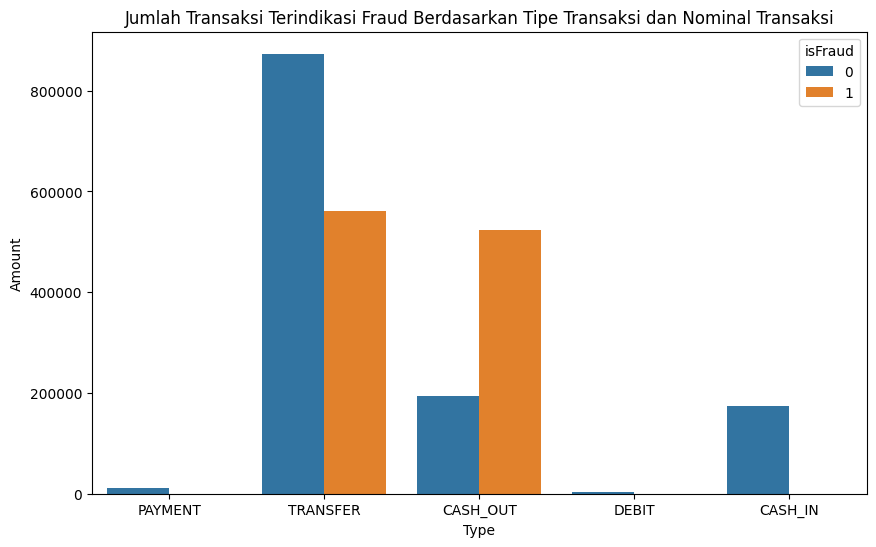 Jumlah Transaksi Terindikasi Fraud Berdasarkan Tipe Transaksi dan Nominal Transaksi
isFraud
0
1
800000
600000
400000
200000
0
Amount
PAYMENT TRANSFER CASH_OUT DEBIT CASH_IN
Type